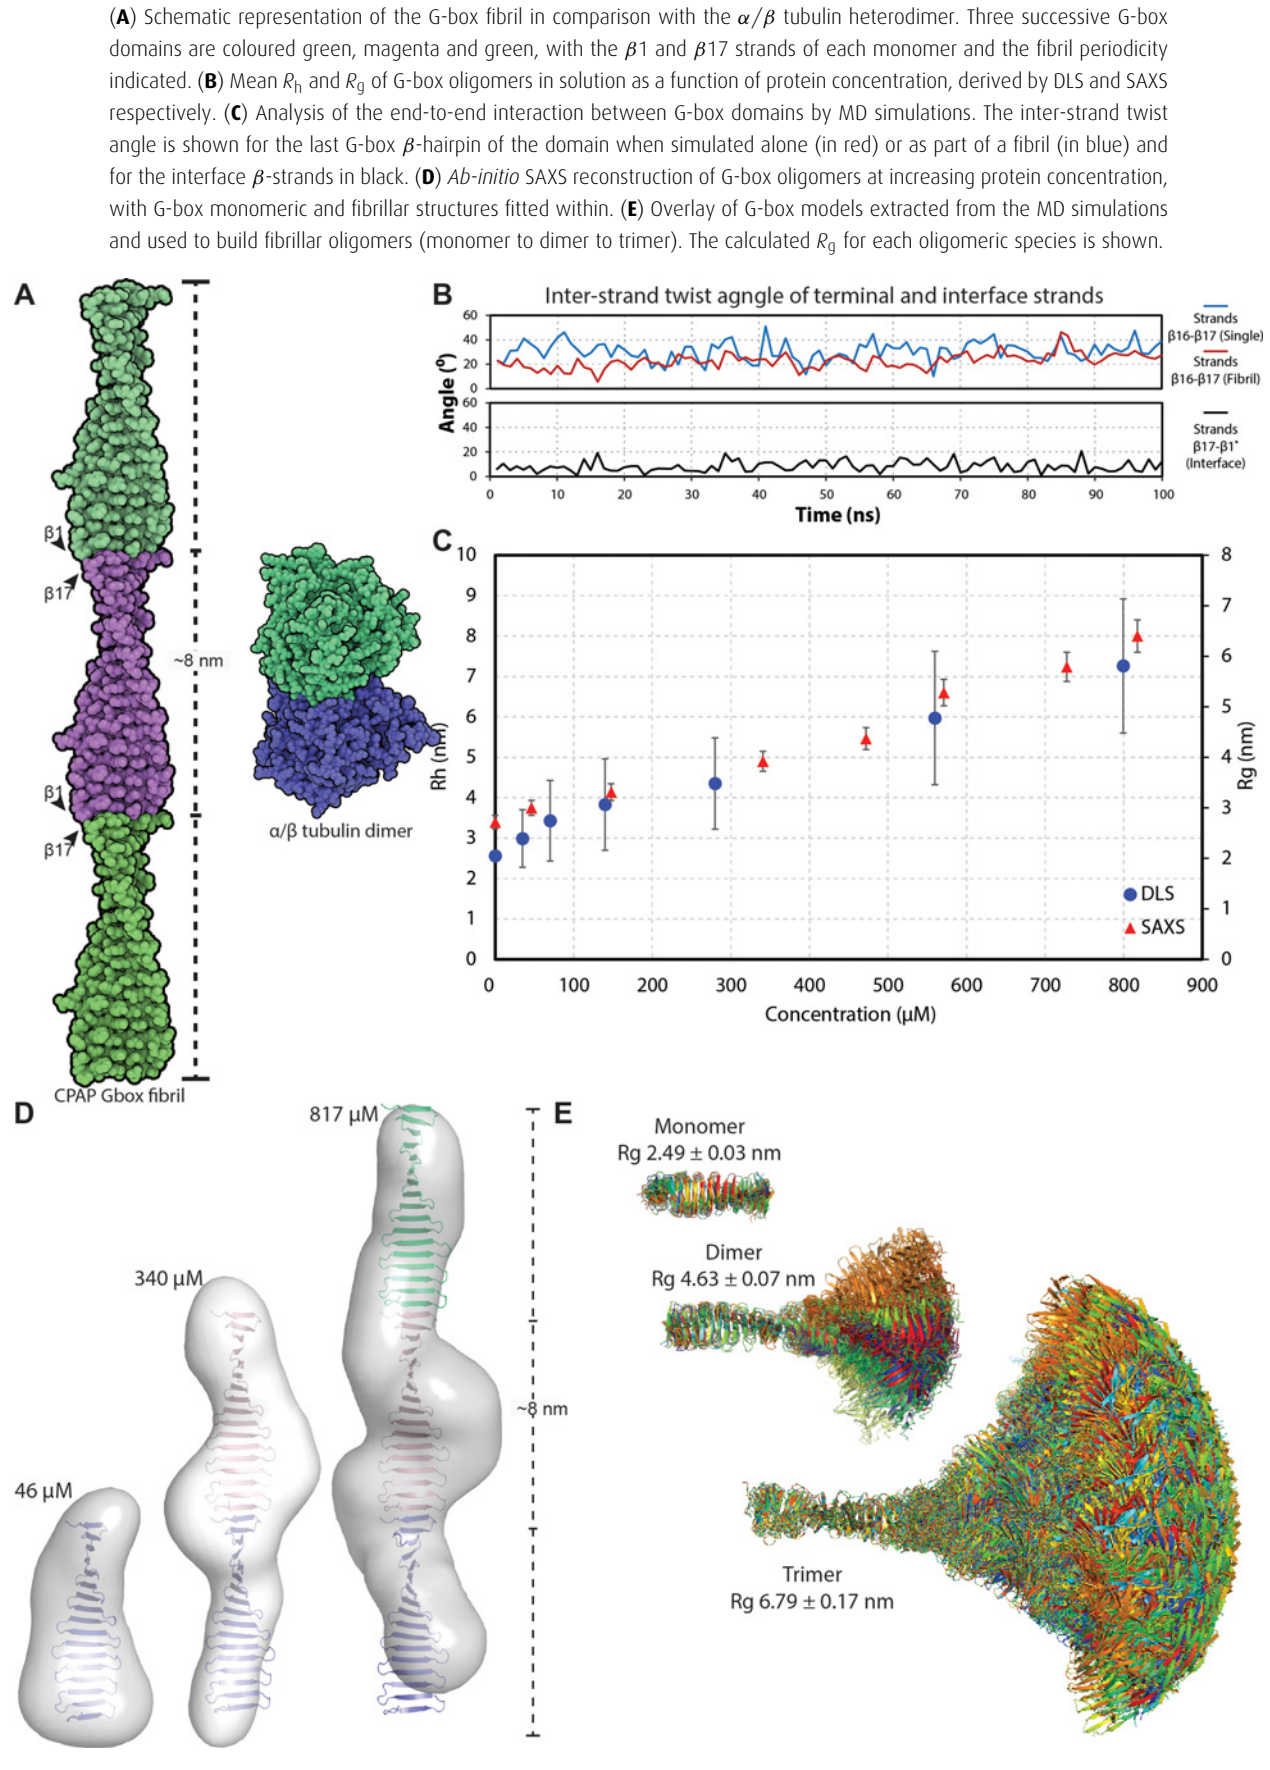 (A) Schematic representation of the G-box fibril in comparison with the α/β tubulin heterodimer. Three successive G-box
domains are coloured green, magenta and green, with the β1 and β17 strands of each monomer and the fibril periodicity
indicated. (B) Mean Rh and Rg of G-box oligomers in solution as a function of protein concentration, derived by DLS and SAXS
respectively. (C) Analysis of the end-to-end interaction between G-box domains by MD simulations. The inter-strand twist
angle is shown for the last G-box β-hairpin of the domain when simulated alone (in red) or as part of a fibril (in blue) and
for the interface β-strands in black. (D) Ab-initio SAXS reconstruction of G-box oligomers at increasing protein concentration,
with G-box monomeric and fibrillar structures fitted within. (E) Overlay of G-box models extracted from the MD simulations
and used to build fibrillar oligomers (monomer to dimer to trimer). The calculated Rg for each oligomeric species is shown.
A
β1
β17
β1
β17
~8 nm
CPAP Gbox fibril
α/β tubulin dimer
B
Inter-strand twist agngle of terminal and interface strands
Angle (º)
60
40
20
0
60
40
20
0
Strands
β16-β17 (Single)
Strands
β16-β17 (Fibril)
Strands
β17-β1*
(Interface)
0 10 20 30 40 50 60 70 80 90 100
Time (ns)
C
Rh (nm)
10
9
8
7
6
5
4
3
2
1
0
Rg (nm)
8
7
6
5
4
3
2
1
0
DLS
SAXS
0 100 200 300 400 500 600 700 800 900
Concentration (µM)
D
46 µM
340 µM
817 µM
~8 nm
E
Monomer
Rg 2.49 ± 0.03 nm
Dimer
Rg 4.63 ± 0.07 nm
Trimer
Rg 6.79 ± 0.17 nm